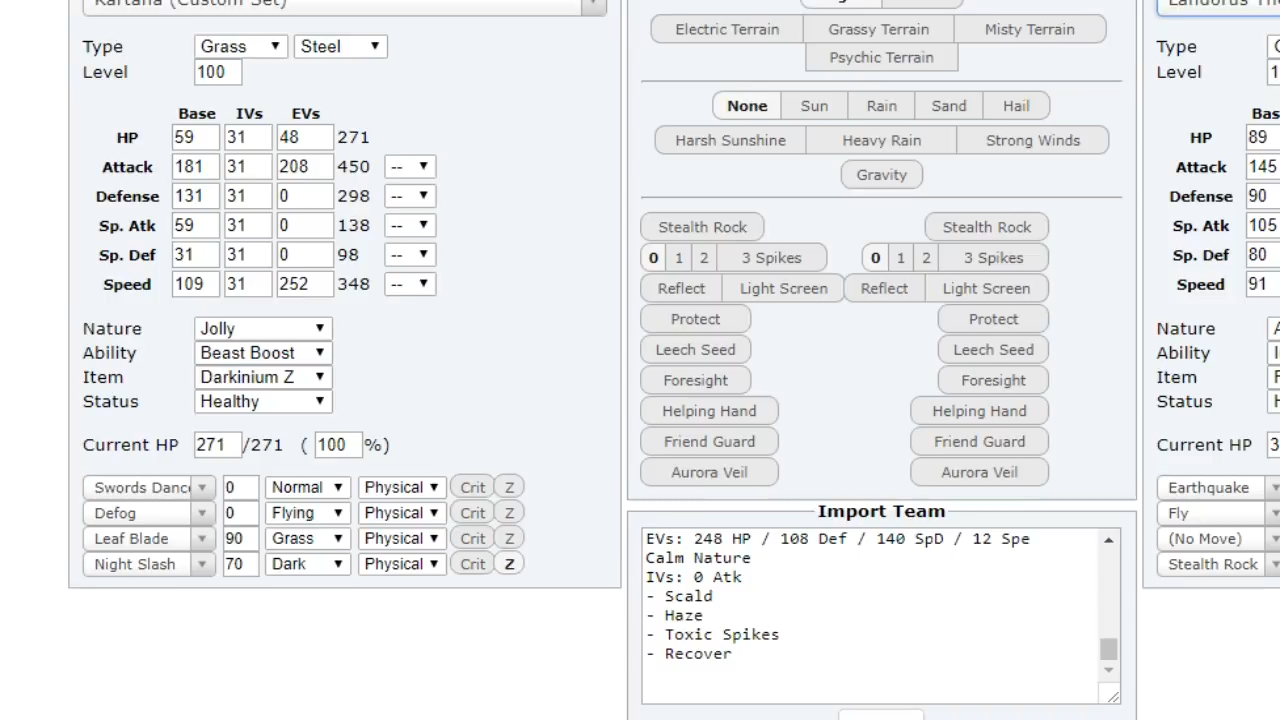 Kartana (Custom Set)
Type Grass Steel
Level 100
Base IVs EVs
HP 59 31 48 271
Attack 181 31 208 450 --
Defense 131 31 0 298 --
Sp. Atk 59 31 0 138 --
Sp. Def 31 31 0 98 --
Speed 109 31 252 348 --
Nature Jolly
Ability Beast Boost
Item Darkinium Z
Status Healthy
Current HP 271 /271 ( 100 %)
Swords Danc 0 Normal Physical Crit Z
Defog 0 Flying Physical Crit Z
Leaf Blade 90 Grass Physical Crit Z
Night Slash 70 Dark Physical Crit Z
Electric Terrain Grassy Terrain Misty Terrain
Psychic Terrain
None Sun Rain Sand Hail
Harsh Sunshine Heavy Rain Strong Winds
Gravity
Stealth Rock Stealth Rock
0 1 2 3 Spikes 0 1 2 3 Spikes
Reflect Light Screen Reflect Light Screen
Protect Protect
Leech Seed Leech Seed
Foresight Foresight
Helping Hand Helping Hand
Friend Guard Friend Guard
Aurora Veil Aurora Veil
Import Team
EVs: 248 HP / 108 Def / 140 SpD / 12 Spe
Calm Nature
IVs: 0 Atk
- Scald
- Haze
- Toxic Spikes
- Recover
Landorus
Type
Level
Bas
HP 89
Attack 145
Defense 90
Sp. Atk 105
Sp. Def 80
Speed 91
Nature
Ability
Item
Status
Current HP 3
Earthquake
Fly
(No Move)
Stealth Rock